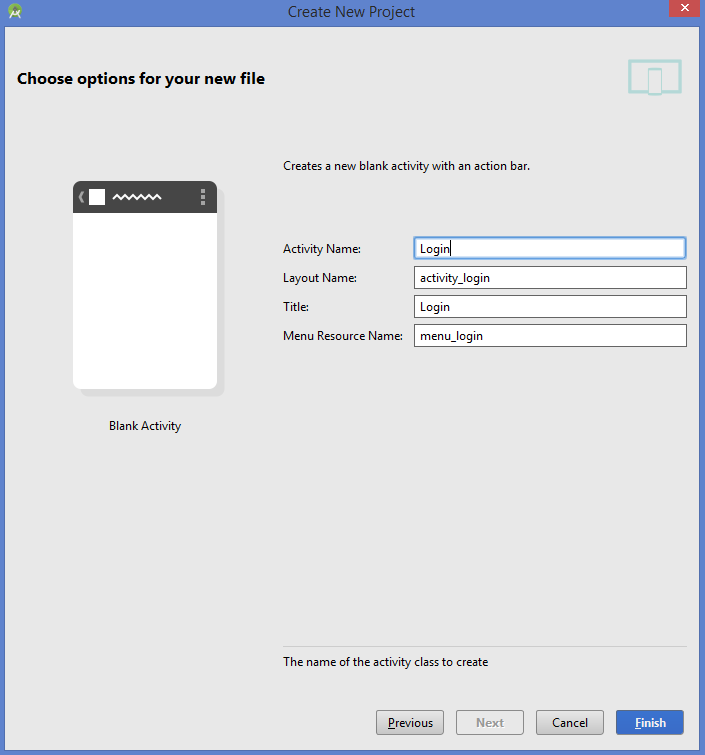 Create New Project
Choose options for your new file
Creates a new blank activity with an action bar.
Activity Name: Login
Layout Name: activity_login
Title: Login
Menu Resource Name: menu_login
Blank Activity
The name of the activity class to create
Previous Next Cancel Finish